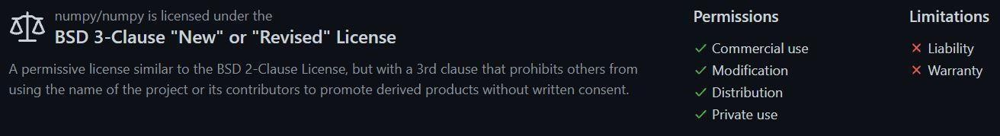 numpy/numpy is licensed under the
BSD 3-Clause "New" or "Revised" License
A permissive license similar to the BSD 2-Clause License, but with a 3rd clause that prohibits others from
using the name of the project or its contributors to promote derived products without written consent.
Permissions
Commercial use
Modification
Distribution
Private use
Limitations
Liability
Warranty